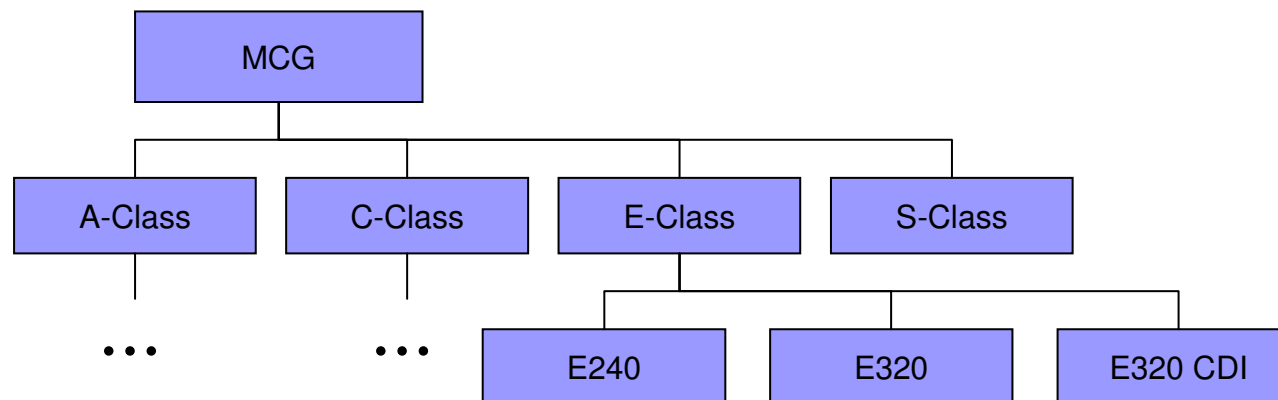 MCG
A-Class
C-Class
E-Class
S-Class
...
...
E240
E320
E320 CDI